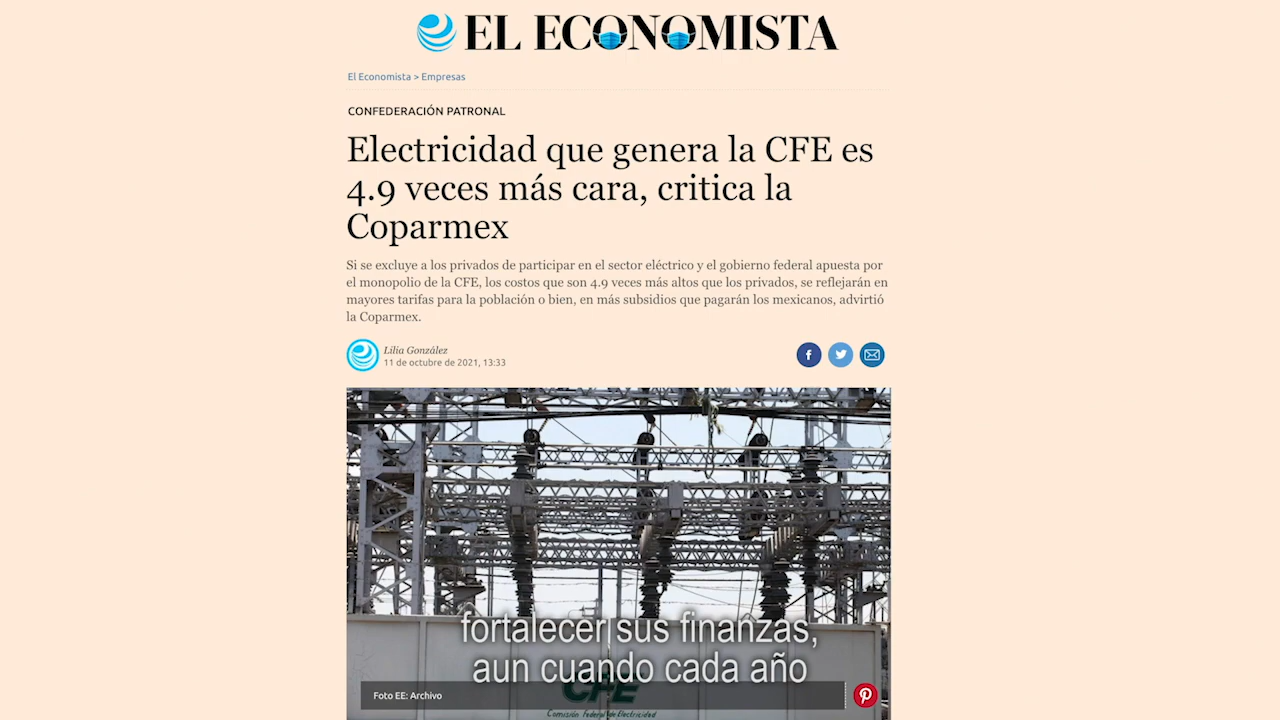 EL ECONOMISTA
El Economista > Empresas
CONFEDERACIÓN PATRONAL
Electricidad que genera la CFE es
4.9 veces más cara, critica la
Coparmex
Si se excluye a los privados de participar en el sector eléctrico y el gobierno federal apuesta por
el monopolio de la CFE, los costos que son 4.9 veces más altos que los privados, se reflejarán en
mayores tarifas para la población o bien, en más subsidios que pagarán los mexicanos, advirtió
la Coparmex.
Lilia González
11 de octubre de 2021, 13:33
fortalecer sus finanzas,
aun cuando cada año
CFE
Foto EE: Archivo
Comisión Federal de Electricidad